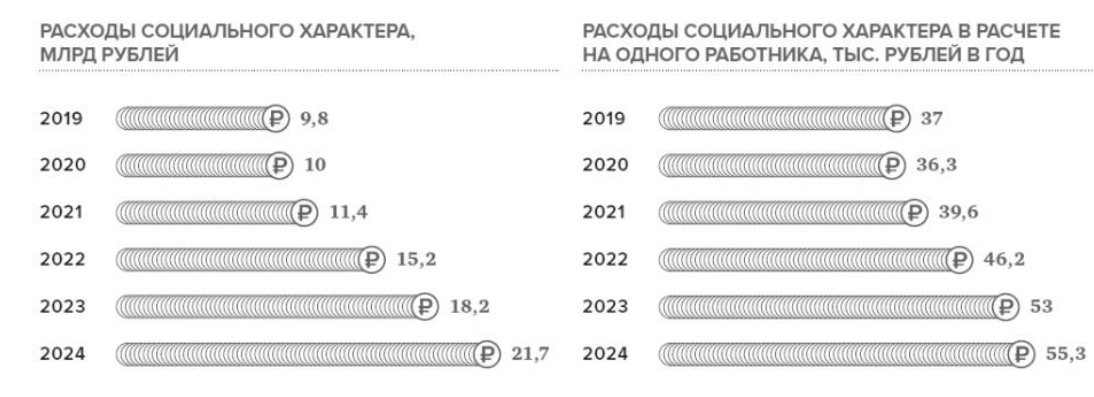 РАСХОДЫ СОЦИАЛЬНОГО ХАРАКТЕРА,
МЛРД РУБЛЕЙ
2019 ₽ 9,8
2020 ₽ 10
2021 ₽ 11,4
2022 ₽ 15,2
2023 ₽ 18,2
2024 ₽ 21,7
РАСХОДЫ СОЦИАЛЬНОГО ХАРАКТЕРА В РАСЧЕТЕ
НА ОДНОГО РАБОТНИКА, ТЫС. РУБЛЕЙ В ГОД
2019 ₽ 37
2020 ₽ 36,3
2021 ₽ 39,6
2022 ₽ 46,2
2023 ₽ 53
2024 ₽ 55,3